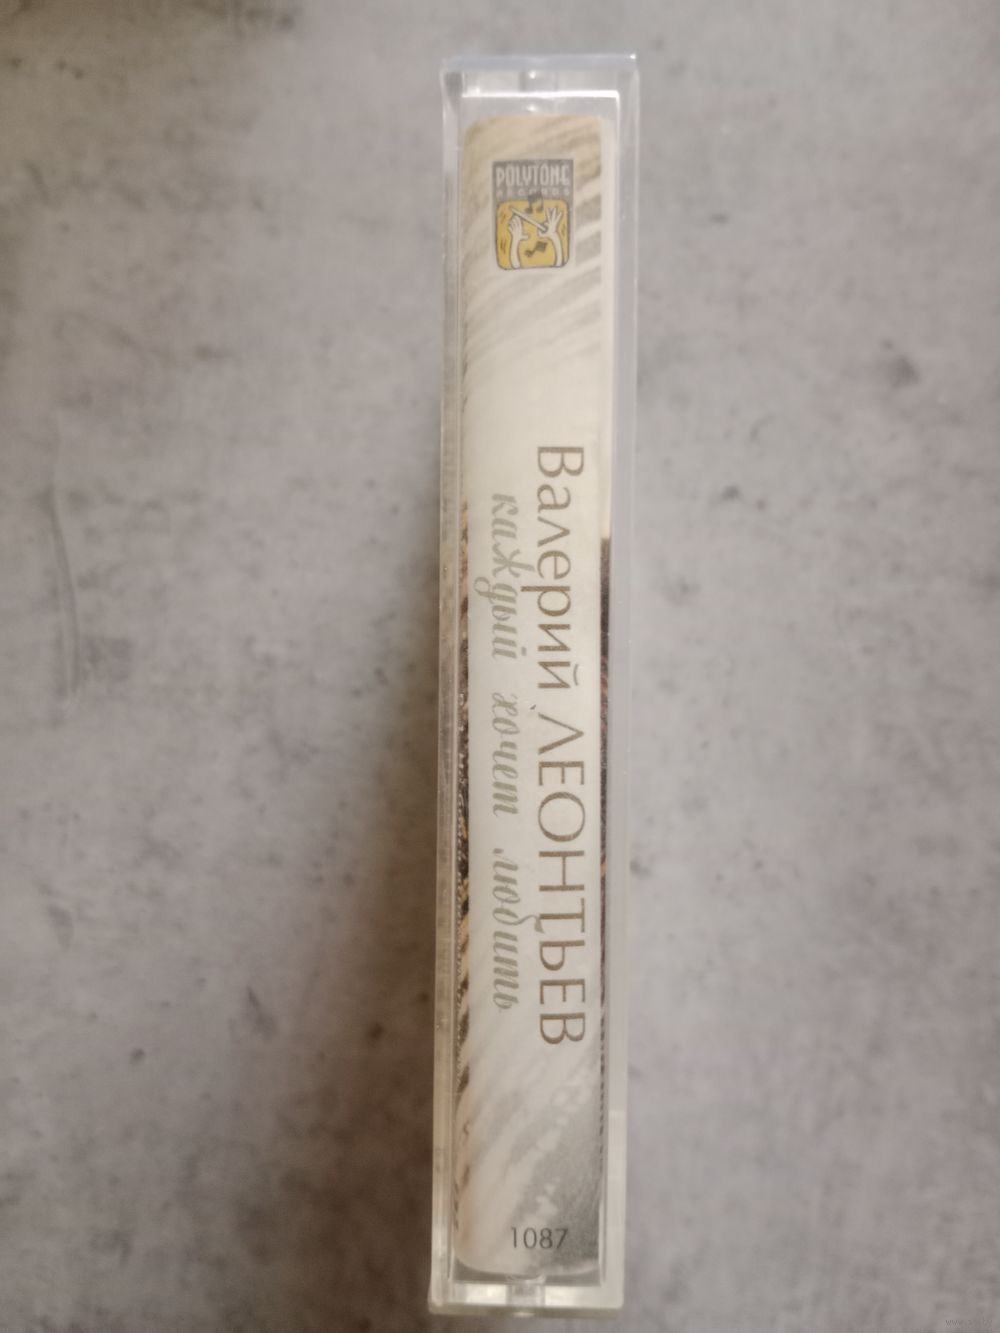 POLYTONE
RECORDS
Валерий ЛЕОНТЬЕВ
каждый хочет любить
1087